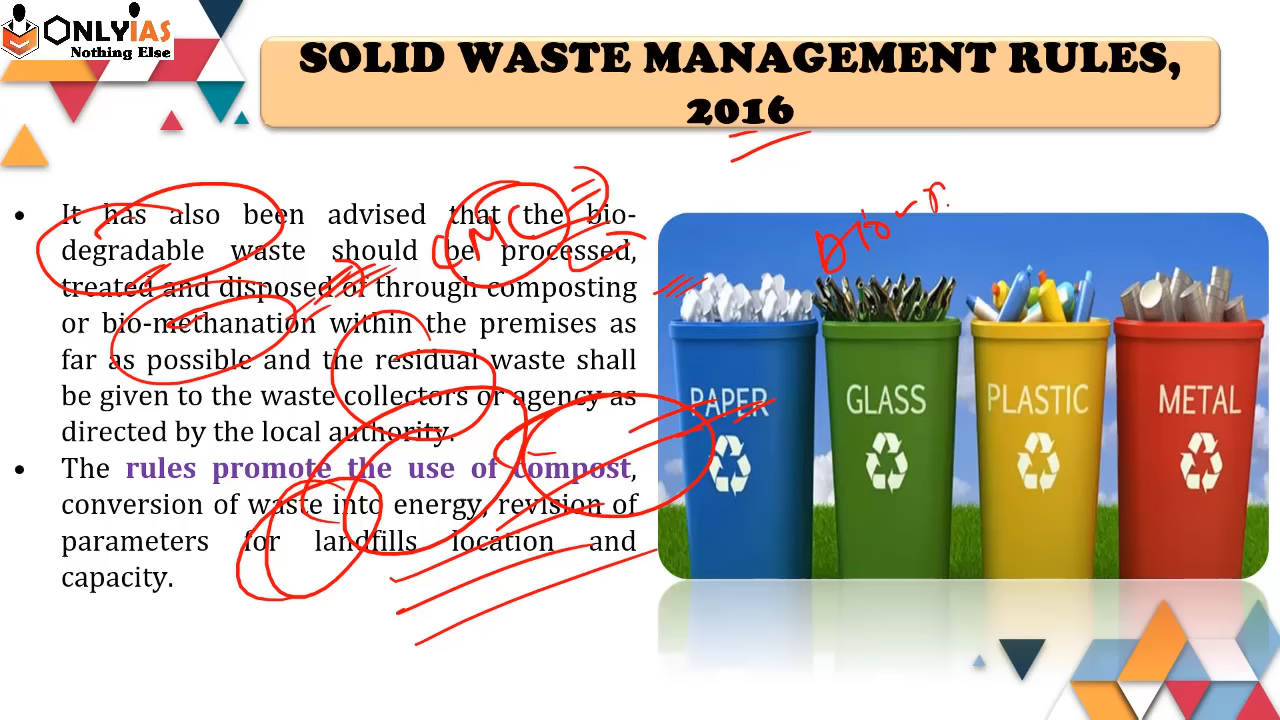 ONLYIAS
Nothing Else
SOLID WASTE MANAGEMENT RULES,
2016
• It has also been advised that the bio-
degradable waste should be processed,
treated and disposed of through composting
or bio-methanation within the premises as
far as possible and the residual waste shall
be given to the waste collectors or agency as
directed by the local authority.
• The rules promote the use of compost,
conversion of waste into energy, revision of
parameters for landfills location and
capacity.
MC
PAPER
GLASS
PLASTIC
METAL